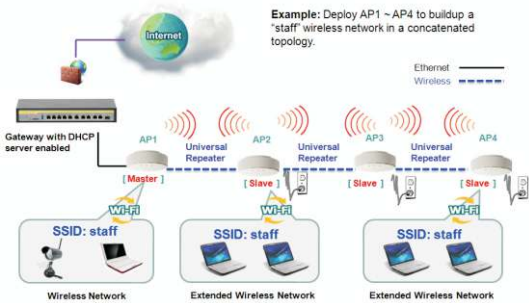 Example: Deploy AP1 ~ AP4 to buildup a
"staff" wireless network in a concatenated
topology.
Internet
Ethernet
Wireless
Gateway with DHCP
server enabled
AP1
AP2
AP3
AP4
Universal
Repeater
Universal
Repeater
Universal
Repeater
[ Master ]
[ Slave ]
[ Slave ]
[ Slave ]
Wi-Fi
Wi-Fi
Wi-Fi
SSID: staff
SSID: staff
SSID: staff
Wireless Network
Extended Wireless Network
Extended Wireless Network